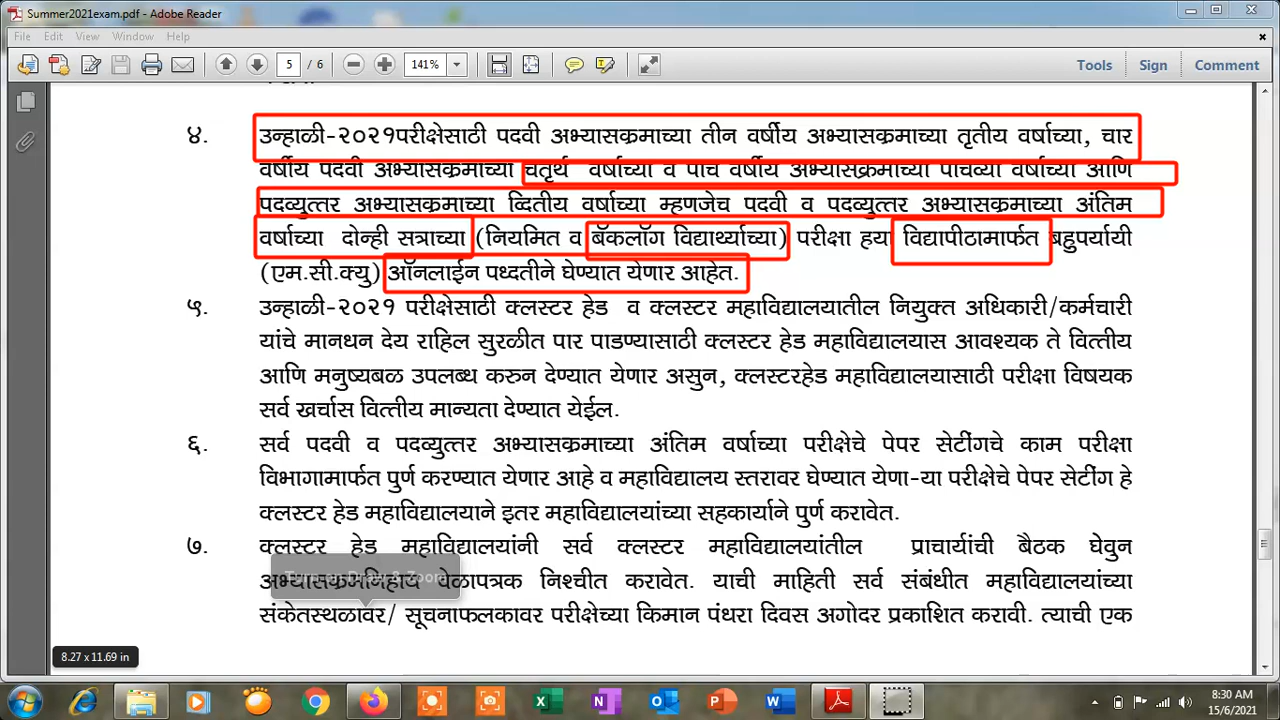 Summer2021exam.pdf - Adobe Reader
File Edit View Window Help
5 / 6 141% Tools Sign Comment
४. उन्हाळी-२०२१परीक्षेसाठी पदवी अभ्यासक्रमाच्या तीन वर्षीय अभ्यासक्रमाच्या तृतीय वर्षाच्या, चार
वर्षीय पदवी अभ्यासक्रमाच्या चतृर्थ वर्षाच्या व पाच वर्षीय अभ्यासक्रमाच्या पाचव्या वर्षाच्या आणि
पदव्युत्तर अभ्यासक्रमाच्या व्दितीय वर्षाच्या म्हणजेच पदवी व पदव्युत्तर अभ्यासक्रमाच्या अंतिम
वर्षाच्या दोन्ही सत्राच्या (नियमित व बॅकलॉग विद्यार्थ्याच्या) परीक्षा हया विद्यापीठामार्फत बहुपर्यायी
(एम.सी.क्यु) ऑनलाईन पध्दतीने घेण्यात येणार आहेत.
५. उन्हाळी-२०२१ परीक्षेसाठी क्लस्टर हेड व क्लस्टर महाविद्यालयातील नियुक्त अधिकारी/कर्मचारी
यांचे मानधन देय राहिल सुरळीत पार पाडण्यासाठी क्लस्टर हेड महाविद्यालयास आवश्यक ते वित्तीय
आणि मनुष्यबळ उपलब्ध करुन देण्यात येणार असुन, क्लस्टरहेड महाविद्यालयासाठी परीक्षा विषयक
सर्व खर्चास वित्तीय मान्यता देण्यात येईल.
६. सर्व पदवी व पदव्युत्तर अभ्यासक्रमाच्या अंतिम वर्षाच्या परीक्षेचे पेपर सेटींगचे काम परीक्षा
विभागामार्फत पुर्ण करण्यात येणार आहे व महाविद्यालय स्तरावर घेण्यात येणा-या परीक्षेचे पेपर सेटींग हे
क्लस्टर हेड महाविद्यालयाने इतर महाविद्यालयांच्या सहकार्याने पुर्ण करावेत.
७. क्लस्टर हेड महाविद्यालयांनी सर्व क्लस्टर महाविद्यालयांतील प्राचार्यांची बैठक घेवुन
अभ्यासक्रमनिहाय वेळापत्रक निश्चीत करावेत. याची माहिती सर्व संबंधीत महाविद्यालयांच्या
Turn on Draw & Zoom
संकेतस्थळावर/ सूचनाफलकावर परीक्षेच्या किमान पंधरा दिवस अगोदर प्रकाशित करावी. त्याची एक
8.27 x 11.69 in
8:30 AM
15/6/2021